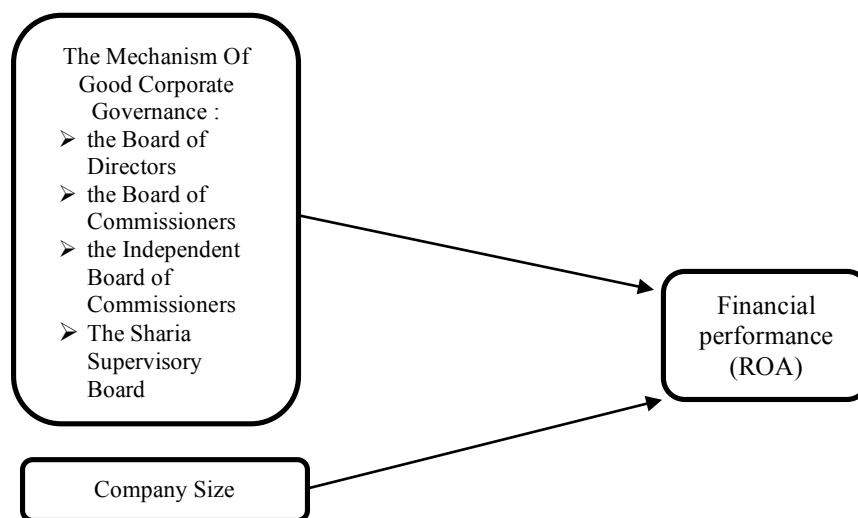 The Mechanism Of
Good Corporate
Governance :
➢ the Board of
Directors
➢ the Board of
Commissioners
➢ the Independent
Board of
Commissioners
➢ The Sharia
Supervisory
Board
Financial
performance
(ROA)
Company Size